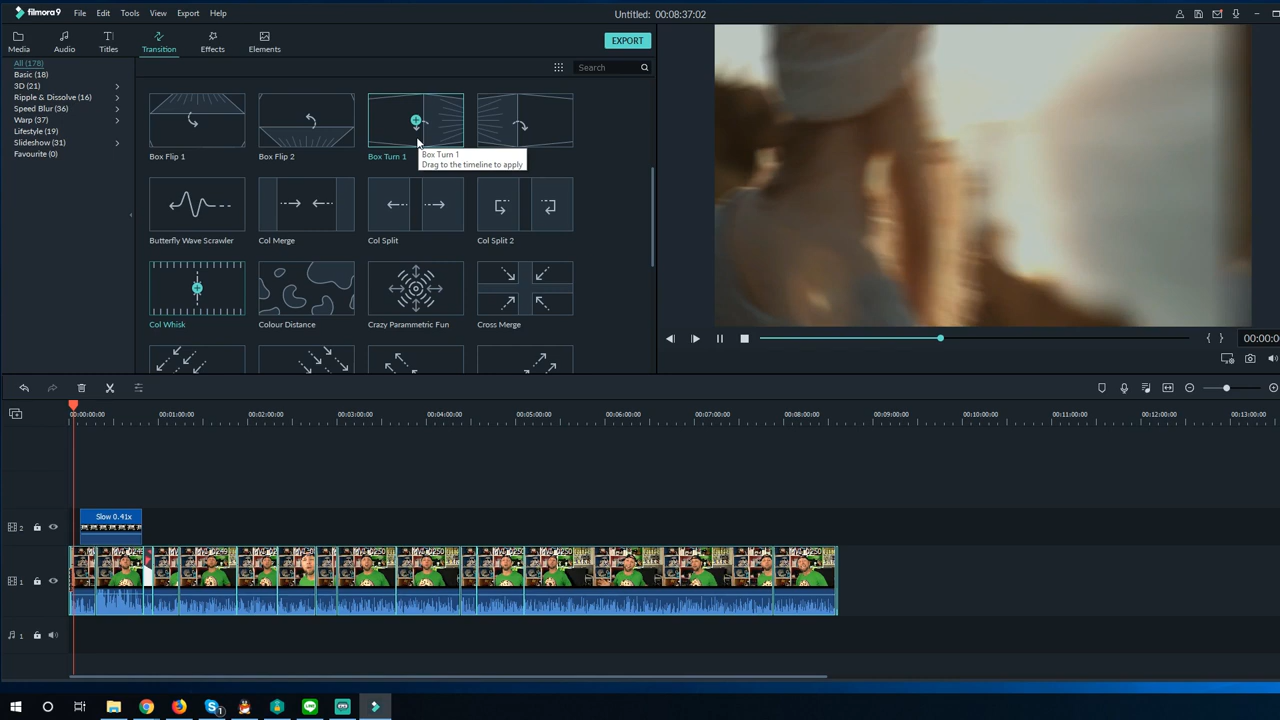 filmora9
File Edit Tools View Export Help
Untitled: 00:08:37:02
Media Audio Titles Transition Effects Elements
EXPORT
All (178)
Basic (18)
3D (21)
Ripple & Dissolve (16)
Speed Blur (36)
Warp (37)
Lifestyle (19)
Slideshow (31)
Favourite (0)
Search
Box Flip 1 Box Flip 2 Box Turn 1
Box Turn 1
Drag to the timeline to apply
Butterfly Wave Scrawler Col Merge Col Split Col Split 2
Col Whisk Colour Distance Crazy Parametric Fun Cross Merge
00:00:0
00:00:00:00 00:01:00:00 00:02:00:00 00:03:00:00 00:04:00:00 00:05:00:00 00:06:00:00 00:07:00:00 00:08:00:00 00:09:00:00 00:10:00:00 00:11:00:00 00:12:00:00 00:13:00:00
2
Slow 0.41x
1
1